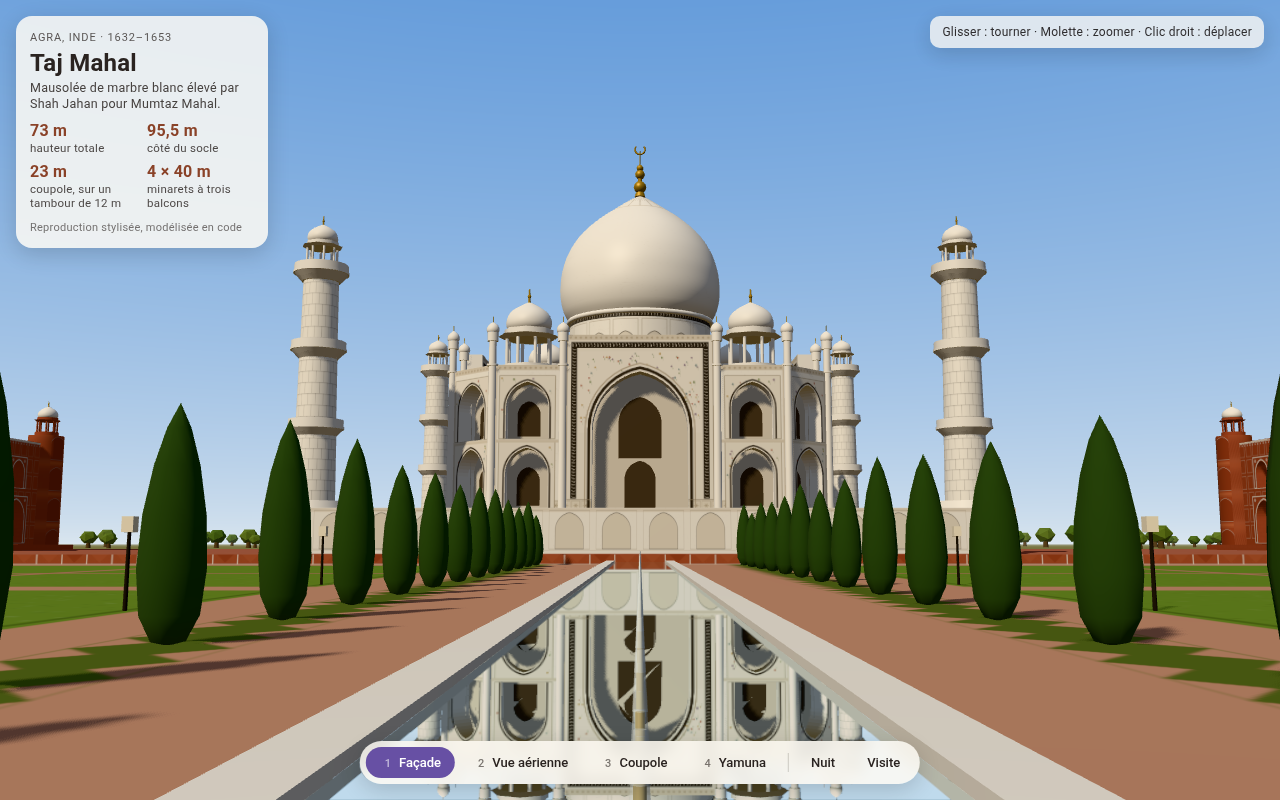 AGRA, INDE · 1632–1653
Taj Mahal
Mausolée de marbre blanc élevé par
Shah Jahan pour Mumtaz Mahal.
73 m
hauteur totale
95,5 m
côté du socle
23 m
coupole, sur un
tambour de 12 m
4 × 40 m
minarets à trois
balcons
Reproduction stylisée, modélisée en code
Glisser : tourner · Molette : zoomer · Clic droit : déplacer
1 Façade
2 Vue aérienne
3 Coupole
4 Yamuna
Nuit
Visite